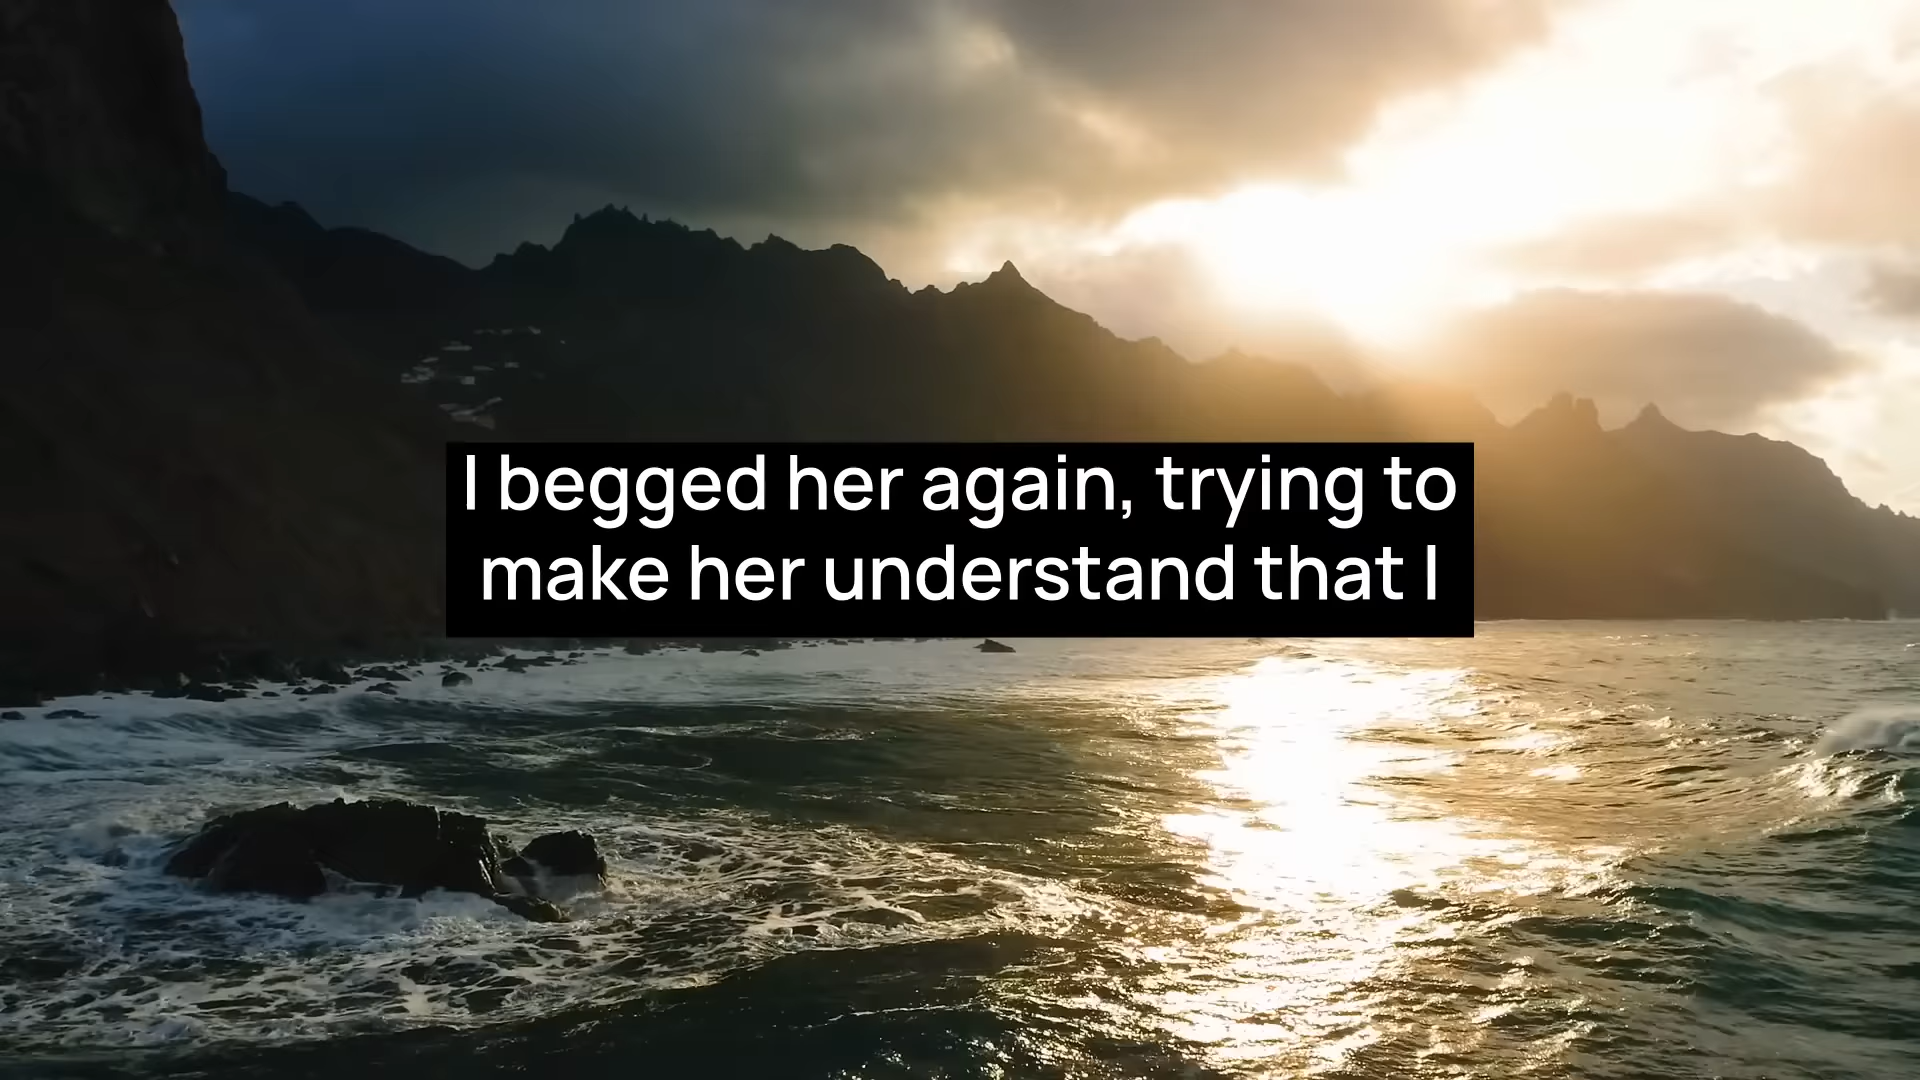 I begged her again, trying to
make her understand that I